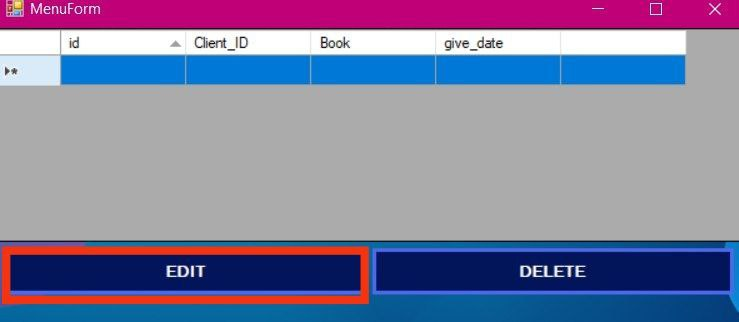 MenuForm
id Client_ID Book give_date
EDIT DELETE